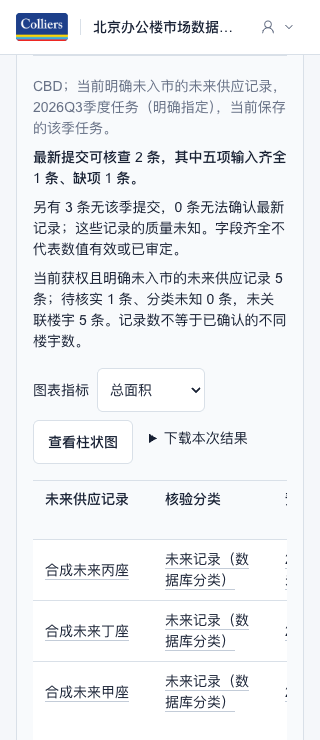 Colliers
北京办公楼市场数据…
CBD；当前明确未入市的未来供应记录，
2026Q3季度任务（明确指定），当前保存
的该季任务。
最新提交可核查 2 条，其中五项输入齐全
1 条、缺项 1 条。
另有 3 条无该季提交，0 条无法确认最新
记录；这些记录的质量未知。字段齐全不
代表数值有效或已审定。
当前获权且明确未入市的未来供应记录 5
条；待核实 1 条、分类未知 0 条，未关
联楼宇 5 条。记录数不等于已确认的不同
楼宇数。
图表指标
总面积
查看柱状图
下载本次结果
未来供应记录
核验分类
合成未来丙座
未来记录（数
据库分类）
合成未来丁座
未来记录（数
据库分类）
合成未来甲座
未来记录（数
据库分类）